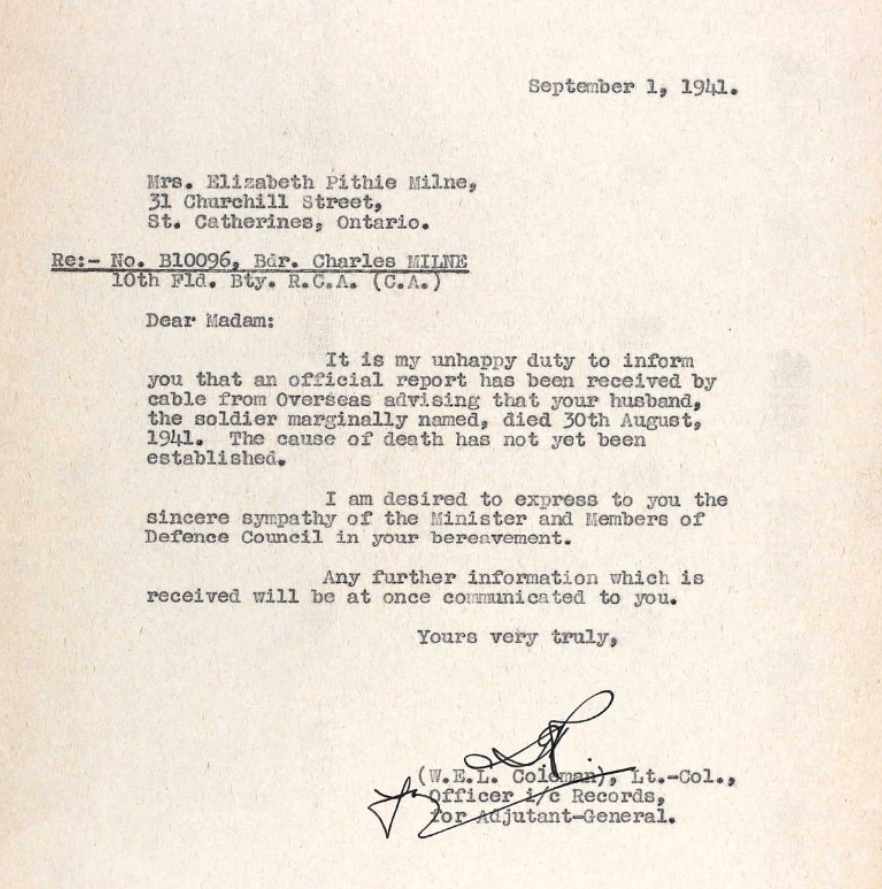 September 1, 1941.
Mrs. Elizabeth Pithie Milne,
31 Churchill Street,
St. Catherines, Ontario.
Re:- No. B10096, Bdr. Charles MILNE
10th Fld. Bty. R.C.A. (C.A.)
Dear Madam:
It is my unhappy duty to inform
you that an official report has been received by
cable from Overseas advising that your husband,
the soldier marginally named, died 30th August,
1941. The cause of death has not yet been
established.
I am desired to express to you the
sincere sympathy of the Minister and Members of
Defence Council in your bereavement.
Any further information which is
received will be at once communicated to you.
Yours very truly,
(W.E.L. Coleman), Lt.-Col.,
Officer i/c Records,
for Adjutant-General.